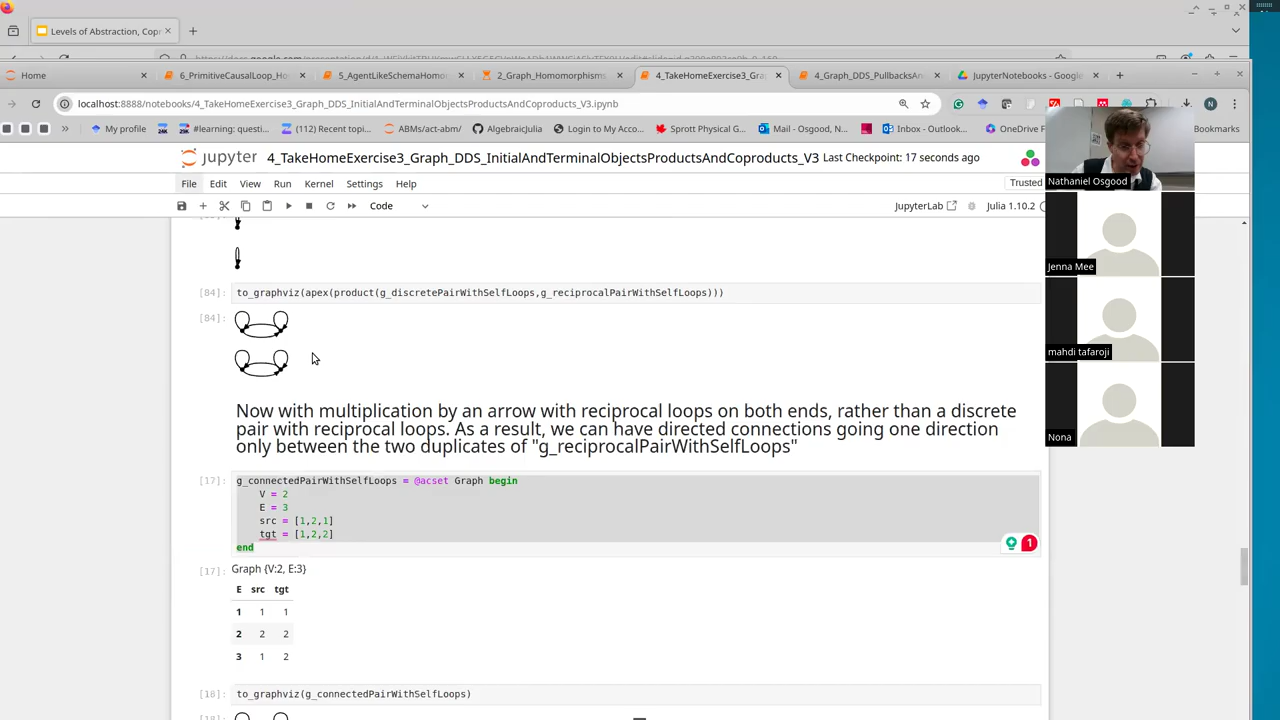 Levels of Abstraction, Cop
Home
6_PrimitiveCausalLoop_Ho
5_AgentLikeSchemaHome
2_Graph_Homomorphisms
4_TakeHomeExercise3_Gra
4_Graph_DDS_PullbacksAn
JupyterNotebooks - Google
localhost:8888/notebooks/4_TakeHomeExercise3_Graph_DDS_InitialAndTerminalObjectsProductsAndCoproducts_V3.ipynb
N
My profile
#learning: questi...
(112) Recent topi...
ABMs/act-abm/
AlgebraicJulia
Login to My Acco...
Sprott Physical G...
Mail - Osgood, N...
Inbox - Outlook...
OneDrive
Bookmarks
jupyter
4_TakeHomeExercise3_Graph_DDS_InitialAndTerminalObjectsProductsAndCoproducts_V3 Last Checkpoint: 17 seconds ago
File Edit View Run Kernel Settings Help
Trusted
Code
JupyterLab
Julia 1.10.2
[84]: to_graphviz(apex(product(g_discretePairWithSelfLoops,g_reciprocalPairWithSelfLoops)))
[84]:
Now with multiplication by an arrow with reciprocal loops on both ends, rather than a discrete
pair with reciprocal loops. As a result, we can have directed connections going one direction
only between the two duplicates of "g_reciprocalPairWithSelfLoops"
[17]: g_connectedPairWithSelfLoops = @acset Graph begin
V = 2
E = 3
src = [1,2,1]
tgt = [1,2,2]
end
1
[17]: Graph {V:2, E:3}
E src tgt
1 1 1
2 2 2
3 1 2
[18]: to_graphviz(g_connectedPairWithSelfLoops)
Nathaniel Osgood
Jenna Mee
mahdi tafaroji
Nona